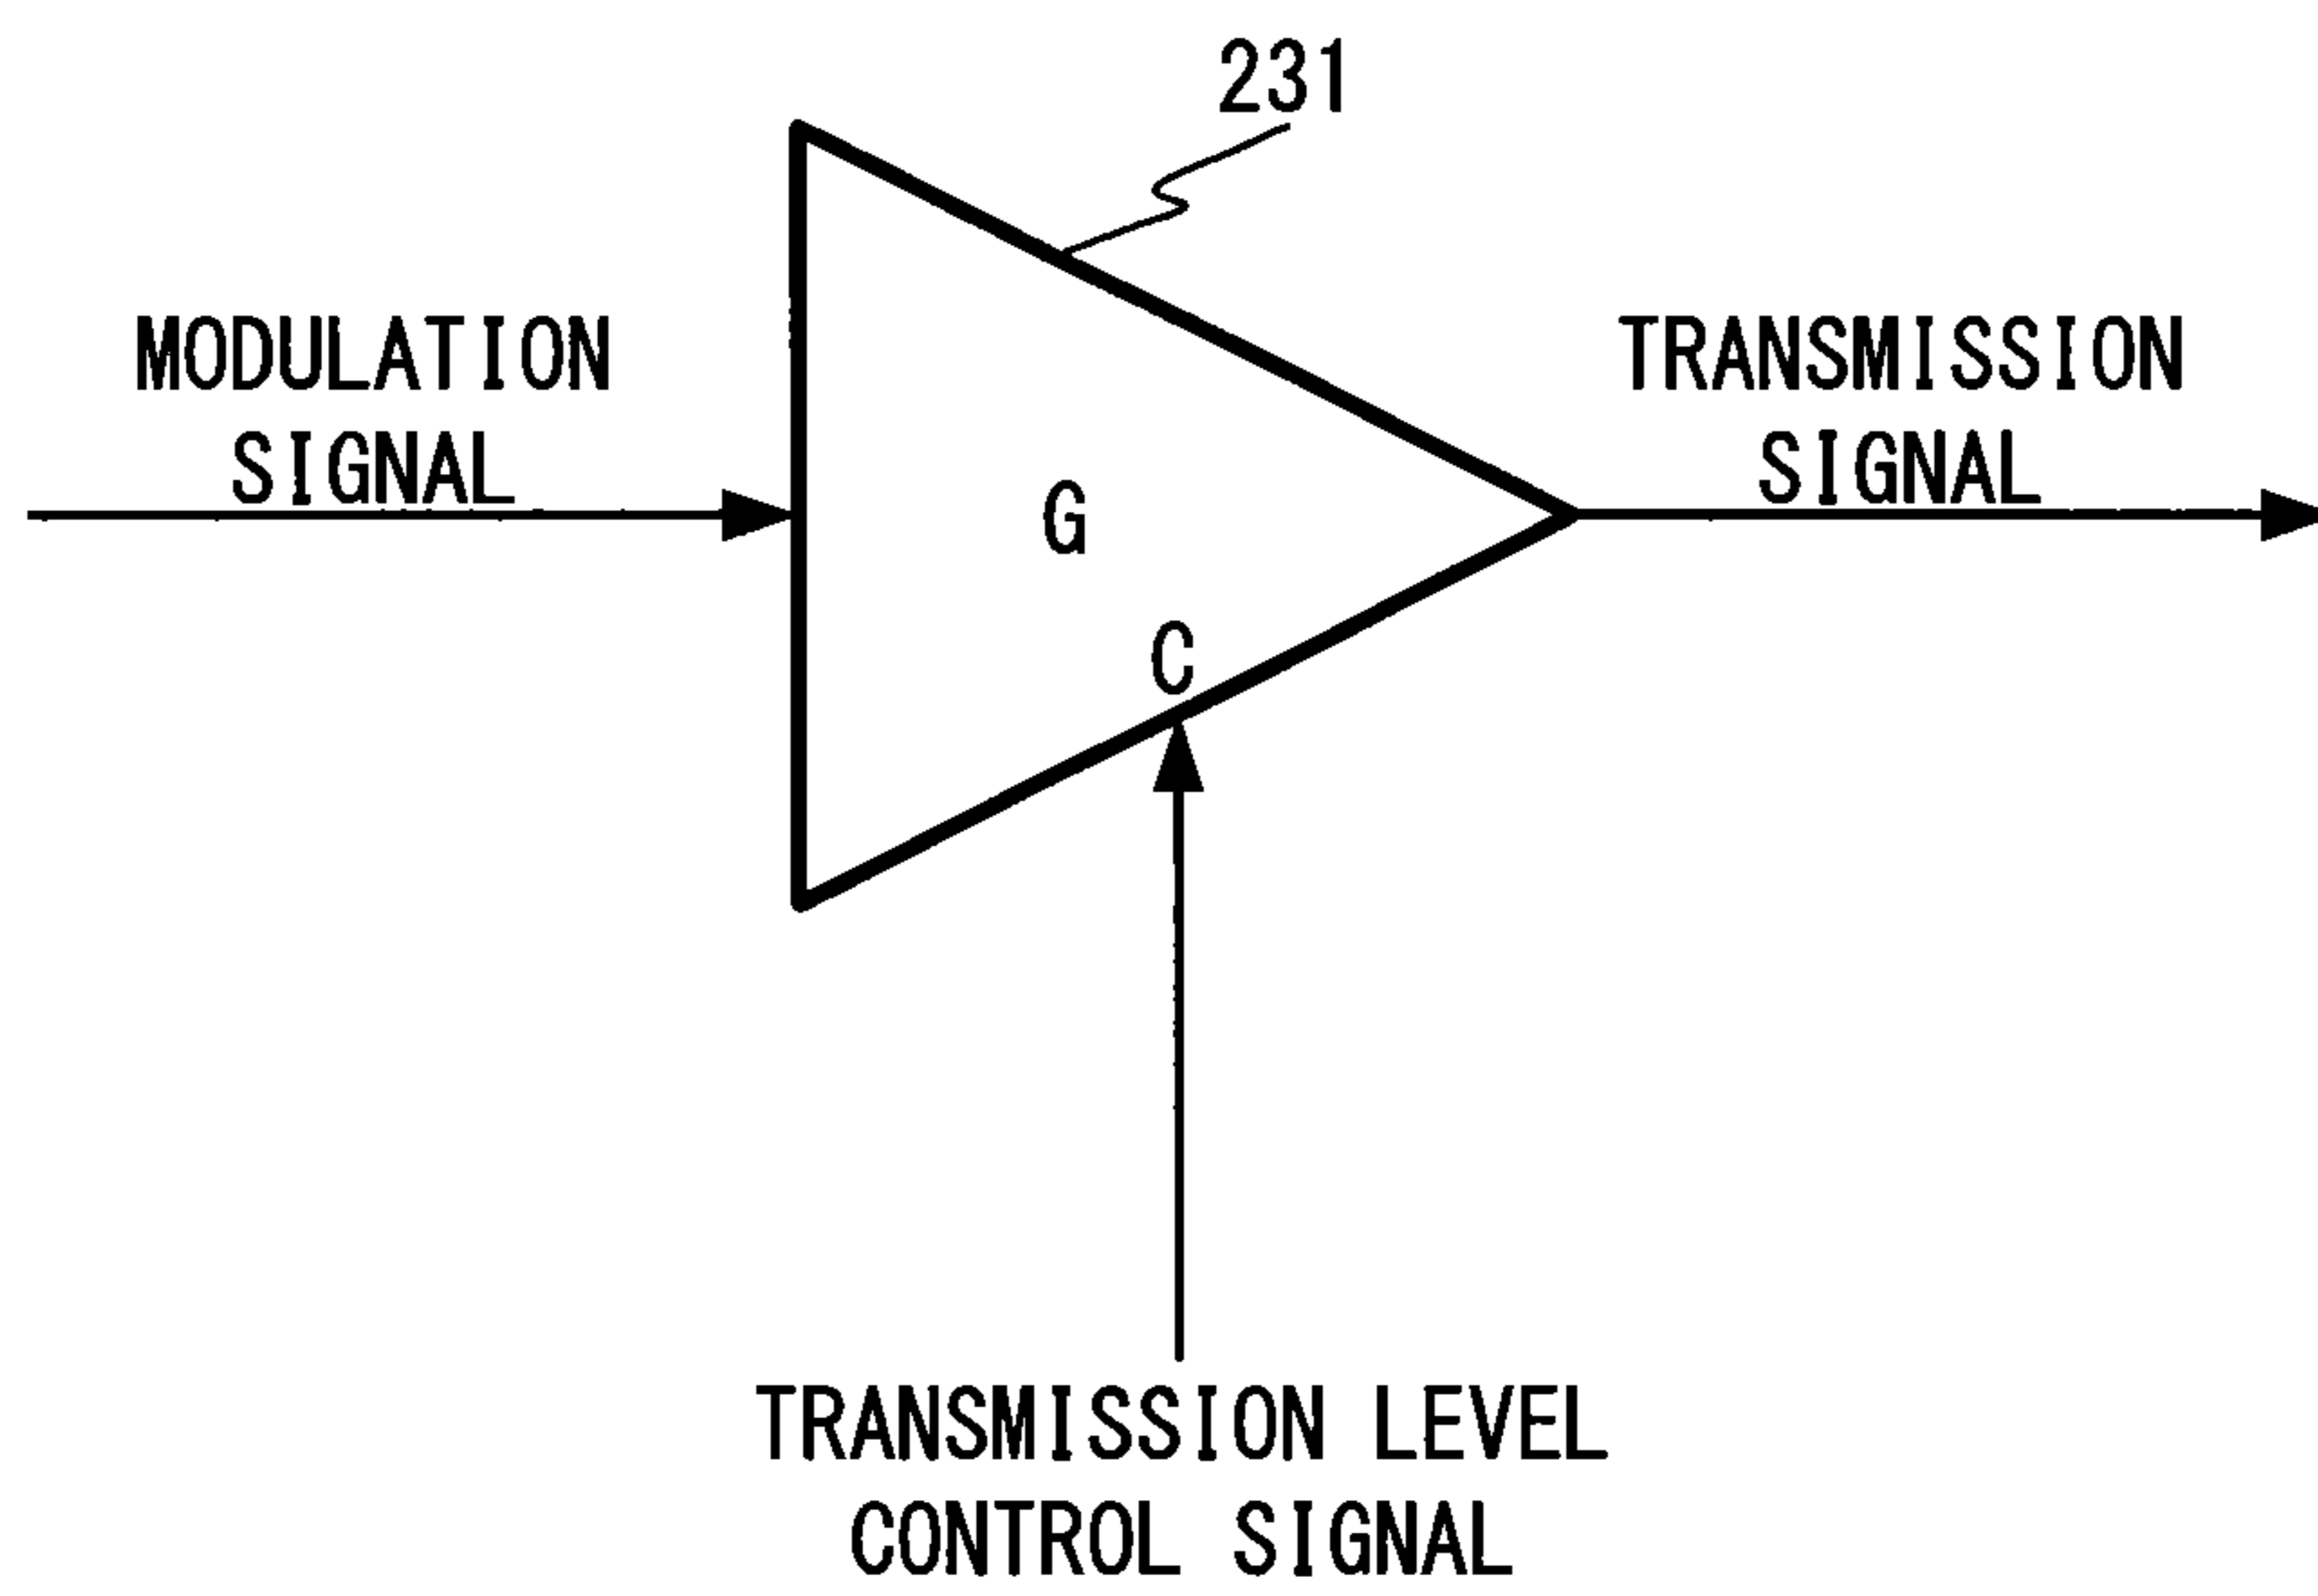 231
MODULATION
SIGNAL
TRANSMISSION
SIGNAL
G
C
TRANSMISSION LEVEL
CONTROL SIGNAL